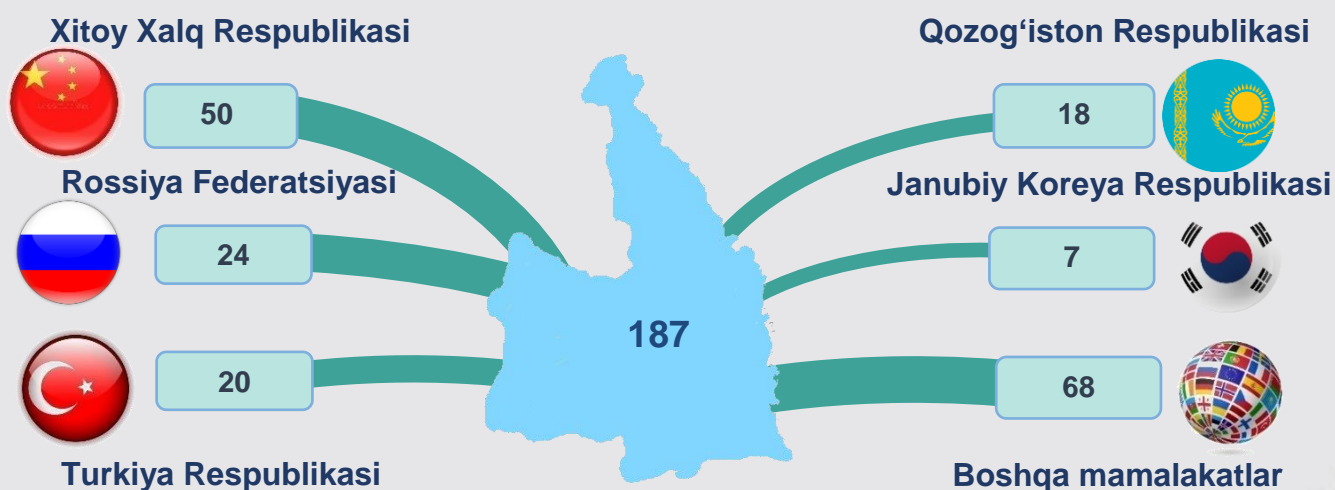 Xitoy Xalq Respublikasi
50
Rossiya Federatsiyasi
24
20
Turkiya Respublikasi
187
Qozog‘iston Respublikasi
18
Janubiy Koreya Respublikasi
7
68
Boshqa mamalakatlar